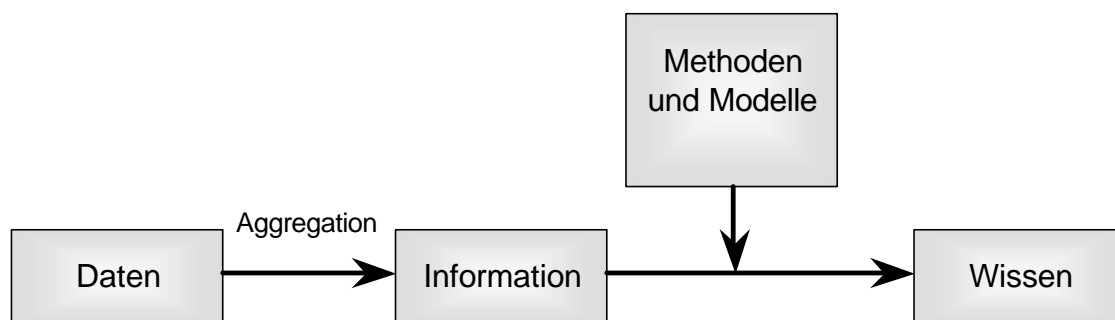 Methoden
und Modelle
Aggregation
Daten
Information
Wissen